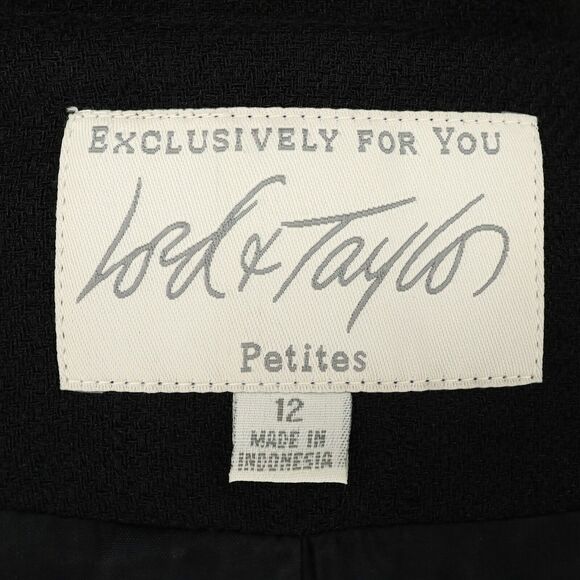 EXCLUSIVELY FOR YOU
Lord & Taylor
Petites
12
MADE IN
INDONESIA